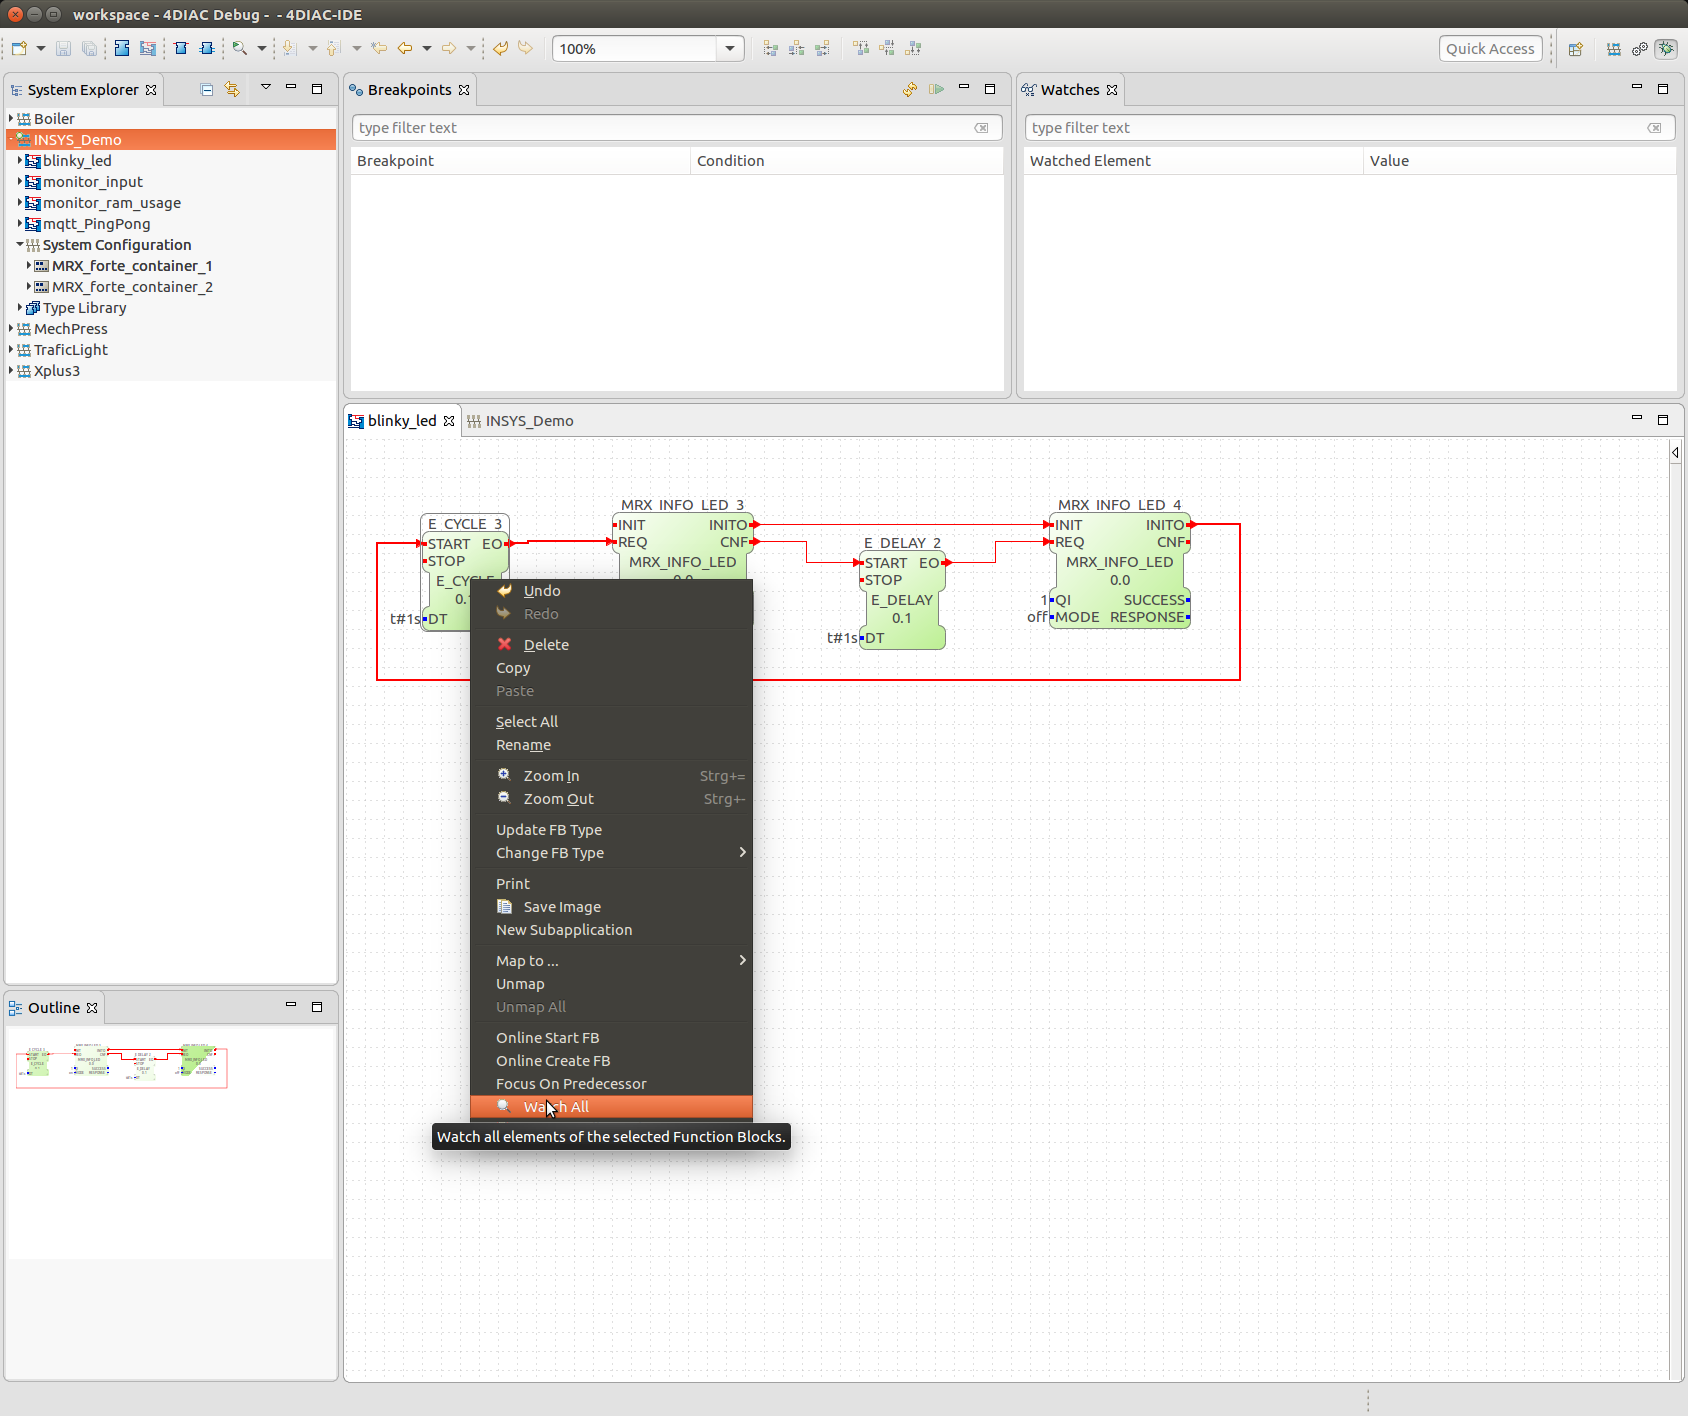 workspace - 4DIAC Debug - - 4DIAC-IDE
100%
Quick Access
System Explorer
Boiler
INSYS_Demo
blinky_led
monitor_input
monitor_ram_usage
mqtt_PingPong
System Configuration
MRX_forte_container_1
MRX_forte_container_2
Type Library
MechPress
TraficLight
Xplus3
Breakpoints
type filter text
Breakpoint Condition
Watches
type filter text
Watched Element Value
blinky_led INSYS_Demo
E_CYCLE_3
START EO
STOP
E_CYCLE
0.1
t#1s DT
MRX_INFO_LED_3
INIT INITO
REQ CNF
MRX_INFO_LED
0.0
E_DELAY_2
START EO
STOP
E_DELAY
0.1
t#1s DT
MRX_INFO_LED_4
INIT INITO
REQ CNF
MRX_INFO_LED
0.0
1 QI SUCCESS
off MODE RESPONSE
Undo
Redo
Delete
Copy
Paste
Select All
Rename
Zoom In Strg+=
Zoom Out Strg+-
Update FB Type
Change FB Type
Print
Save Image
New Subapplication
Map to ...
Unmap
Unmap All
Online Start FB
Online Create FB
Focus On Predecessor
Watch All
Watch all elements of the selected Function Blocks.
Outline